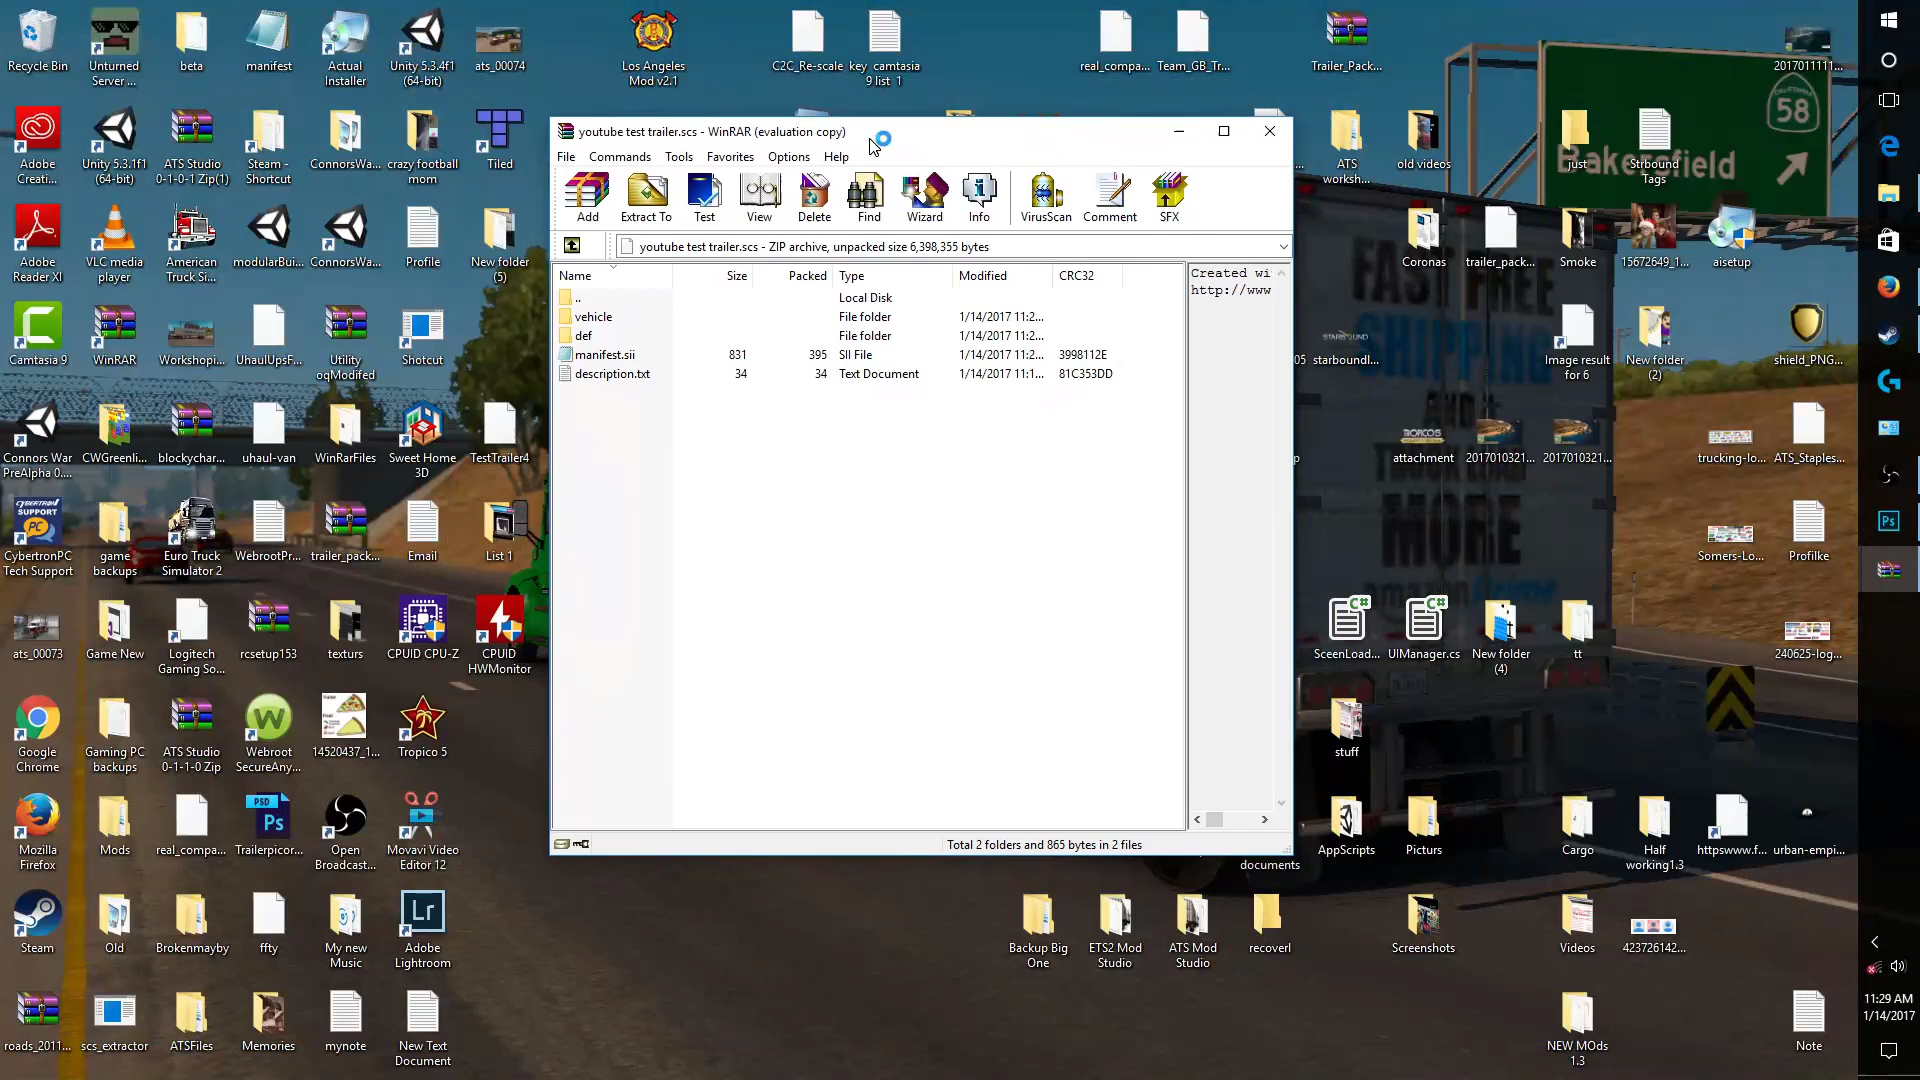 Recycle Bin
Unturned Server ...
beta
manifest
Actual Installer
Unity 5.3.4f1 (64-bit)
ats_00074
Los Angeles Mod v2.1
C2C_Re-scale
key_camtasia 9 list 1
real_compa...
Team_GB_Tr...
Trailer_Pack...
2017011111...
CALIFORNIA
58
Bakersfield
Adobe Creati...
Unity 5.3.1f1 (64-bit)
ATS Studio 0-1-0-1 Zip(1)
Steam - Shortcut
ConnorsWa...
crazy football mom
Tiled
ATS worksh...
old videos
just
Strbound Tags
Adobe Reader XI
VLC media player
American Truck Si...
modularBui...
ConnorsWa...
Profile
New folder (5)
Coronas
trailer_pack...
Smoke
15672649_1...
aisetup
Camtasia 9
WinRAR
Workshopi...
UhaulUpsF...
Utility oqModifed
Shotcut
starboundl...
Image result for 6
New folder (2)
shield_PNG...
Connors War PreAlpha 0....
CWGreenli...
blockychar...
uhaul-van
WinRarFiles
Sweet Home 3D
TestTrailer4
attachment
2017010321...
2017010321...
trucking-lo...
ATS_Staples...
CybertronPC Tech Support
game backups
Euro Truck Simulator 2
WebrootPr...
trailer_pack...
Email
List 1
Somers-Lo...
Profilke
ats_00073
Game New
Logitech Gaming So...
rcsetup153
texturs
CPUID CPU-Z
CPUID HWMonitor
SceenLoad...
UIManager.cs
New folder (4)
tt
240625-log...
Google Chrome
Gaming PC backups
ATS Studio 0-1-1-0 Zip
Webroot SecureAny...
14520437_1...
Tropico 5
stuff
Mozilla Firefox
Mods
real_compa...
Trailerpicor...
Open Broadcast...
Movavi Video Editor 12
documents
AppScripts
Picturs
Cargo
Half working1.3
httpswww.f...
urban-empi...
Steam
Old
Brokenmayby
ffty
My new Music
Adobe Lightroom
Backup Big One
ETS2 Mod Studio
ATS Mod Studio
recoverl
Screenshots
Videos
423726142...
roads_2011...
scs_extractor
ATSFiles
Memories
mynote
New Text Document
NEW MOds 1.3
Note
youtube test trailer.scs - WinRAR (evaluation copy)
File Commands Tools Favorites Options Help
Add Extract To Test View Delete Find Wizard Info VirusScan Comment SFX
youtube test trailer.scs - ZIP archive, unpacked size 6,398,355 bytes
Name Size Packed Type Modified CRC32
.. Local Disk
vehicle File folder 1/14/2017 11:2...
def File folder 1/14/2017 11:2...
manifest.sii 831 395 SII File 1/14/2017 11:2... 3998112E
description.txt 34 34 Text Document 1/14/2017 11:1... 81C353DD
Created wi
http://www
Total 2 folders and 865 bytes in 2 files
FAST FREE
SHIPPING
AND
MORE
11:29 AM
1/14/2017